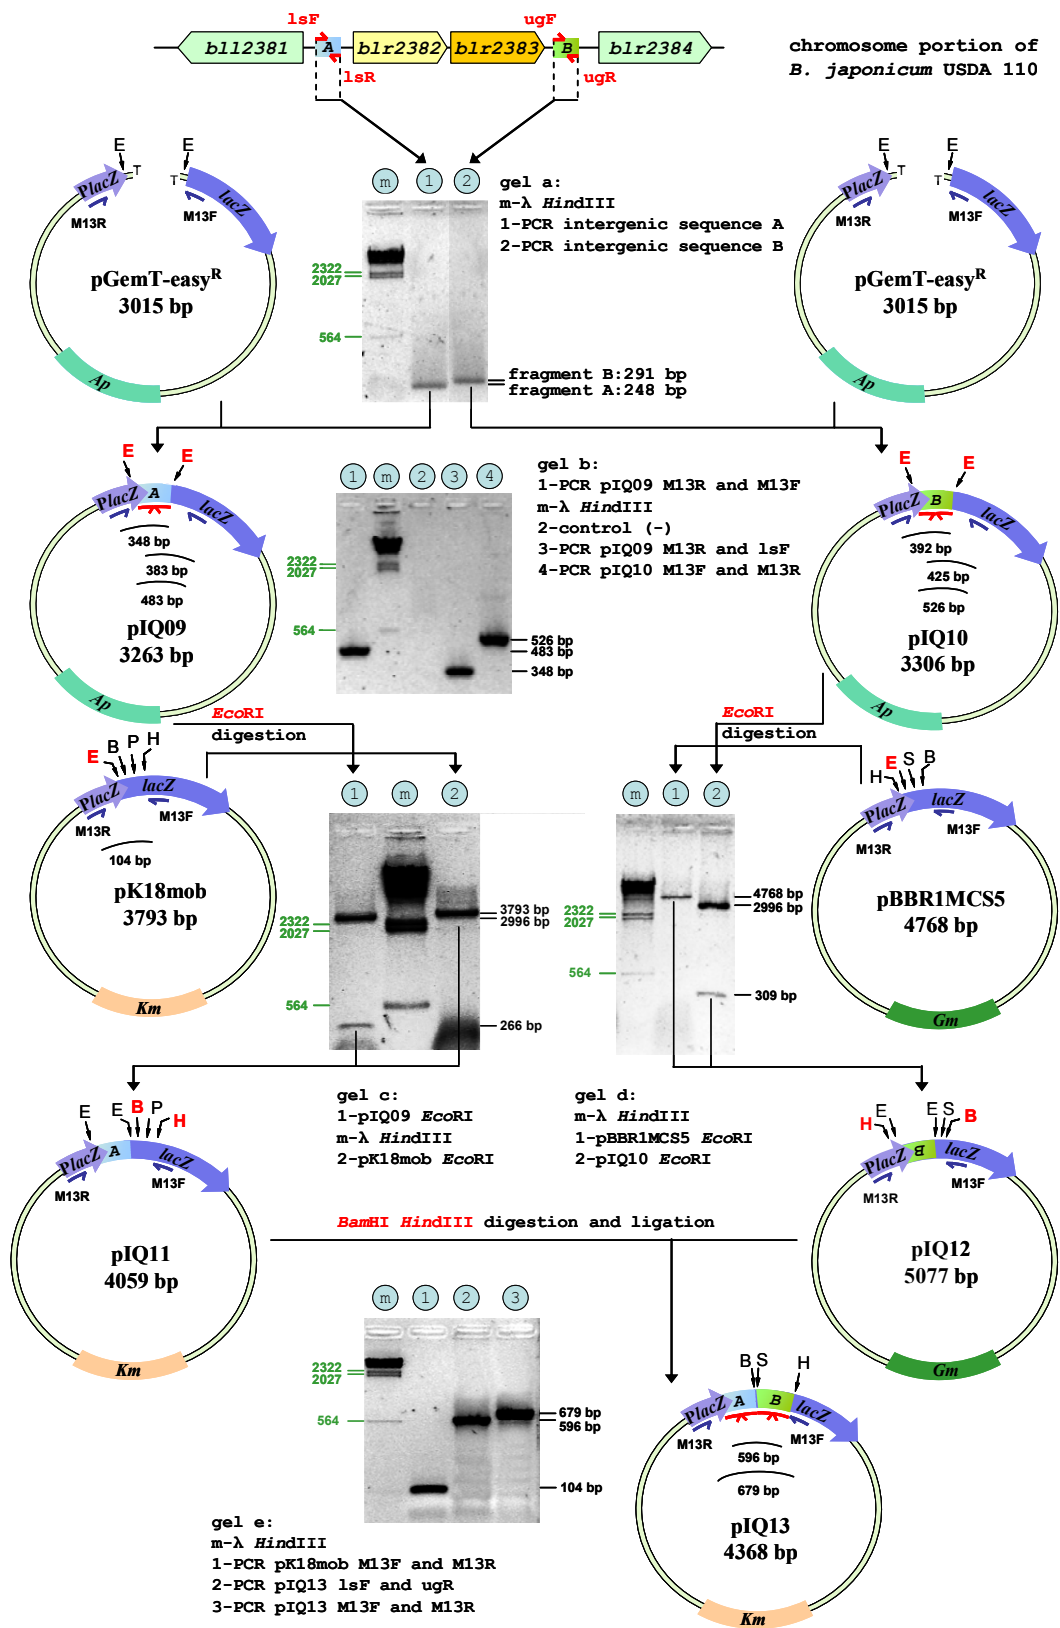 lsF
ugF
bll2381
A
blr2382
blr2383
B
blr2384
lsR
ugR
chromosome portion of
B. japonicum USDA 110
E
T
T
E
PlacZ
lacZ
M13R
M13F
pGemT-easyR
3015 bp
Ap
m
1
2
2322
2027
564
gel a:
m-λ HindIII
1-PCR intergenic sequence A
2-PCR intergenic sequence B
fragment B:291 bp
fragment A:248 bp
E
T
T
E
PlacZ
lacZ
M13R
M13F
pGemT-easyR
3015 bp
Ap
E
E
PlacZ
A
lacZ
348 bp
383 bp
483 bp
pIQ09
3263 bp
Ap
1
m
2
3
4
2322
2027
564
526 bp
483 bp
348 bp
gel b:
1-PCR pIQ09 M13R and M13F
m-λ HindIII
2-control (-)
3-PCR pIQ09 M13R and lsF
4-PCR pIQ10 M13F and M13R
E
E
PlacZ
B
lacZ
392 bp
425 bp
526 bp
pIQ10
3306 bp
Ap
EcoRI
digestion
EcoRI
digestion
E
B
P
H
PlacZ
lacZ
M13R
M13F
104 bp
pK18mob
3793 bp
Km
1
m
2
2322
2027
564
3793 bp
2996 bp
266 bp
m
1
2
2322
2027
564
4768 bp
2996 bp
309 bp
H
E
S
B
PlacZ
lacZ
M13R
M13F
pBBR1MCS5
4768 bp
Gm
gel c:
1-pIQ09 EcoRI
m-λ HindIII
2-pK18mob EcoRI
gel d:
m-λ HindIII
1-pBBR1MCS5 EcoRI
2-pIQ10 EcoRI
E
E
B
P
H
PlacZ
A
lacZ
M13R
M13F
pIQ11
4059 bp
Km
H
E
E
S
B
PlacZ
B
lacZ
M13R
M13F
pIQ12
5077 bp
Gm
BamHI HindIII digestion and ligation
m
1
2
3
2322
2027
564
679 bp
596 bp
104 bp
gel e:
m-λ HindIII
1-PCR pK18mob M13F and M13R
2-PCR pIQ13 lsF and ugR
3-PCR pIQ13 M13F and M13R
B
S
H
PlacZ
A
B
lacZ
M13R
M13F
596 bp
679 bp
pIQ13
4368 bp
Km